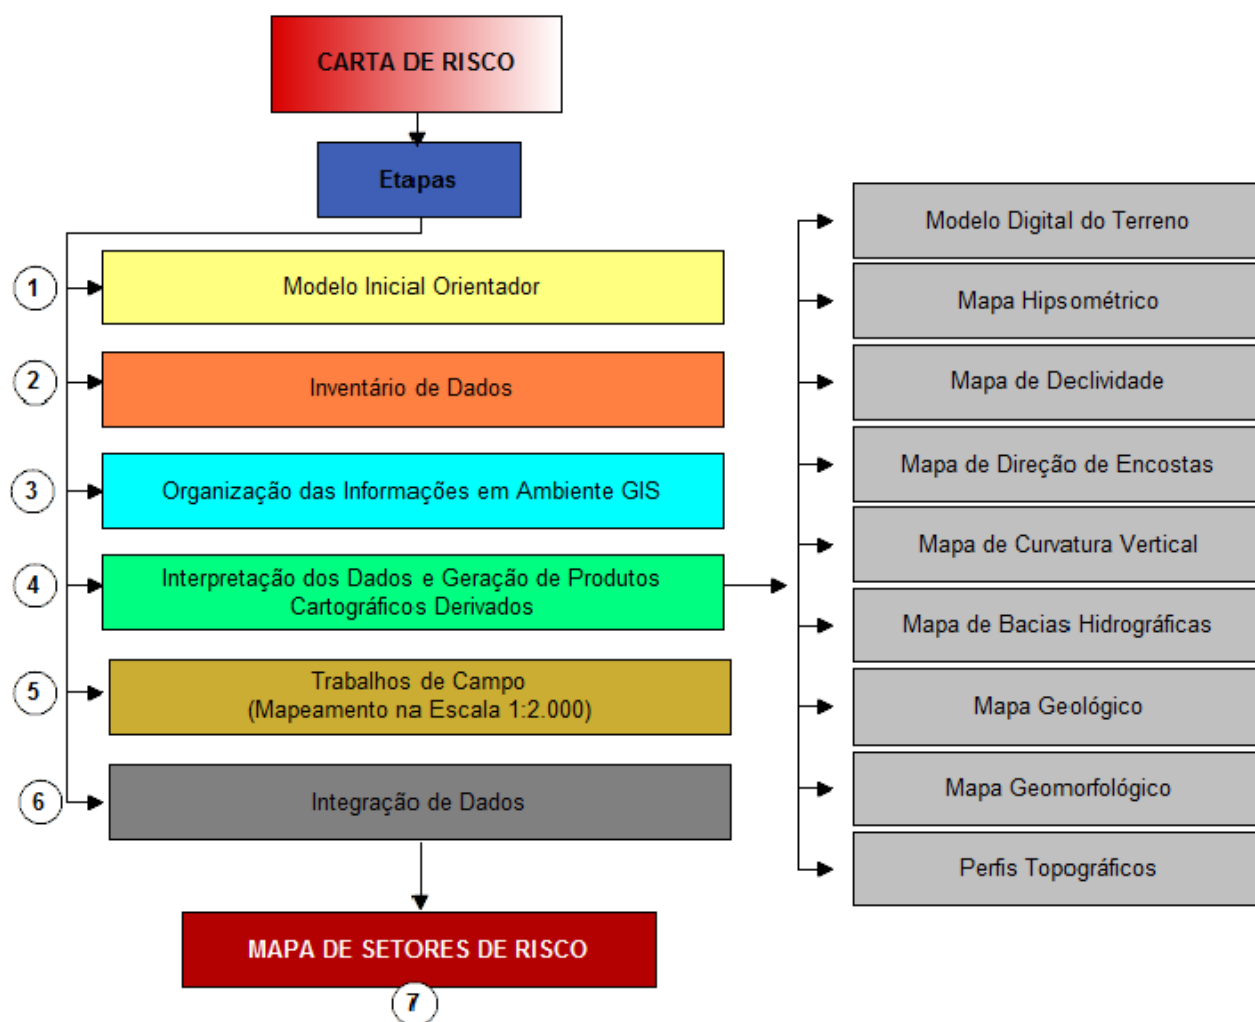 CARTA DE RISCO
Etapas
1
Modelo Inicial Orientador
2
Inventário de Dados
3
Organização das Informações em Ambiente GIS
4
Interpretação dos Dados e Geração de Produtos
Cartográficos Derivados
5
Trabalhos de Campo
(Mapeamento na Escala 1:2.000)
6
Integração de Dados
MAPA DE SETORES DE RISCO
7
Modelo Digital do Terreno
Mapa Hipsométrico
Mapa de Declividade
Mapa de Direção de Encostas
Mapa de Curvatura Vertical
Mapa de Bacias Hidrográficas
Mapa Geológico
Mapa Geomorfológico
Perfis Topográficos